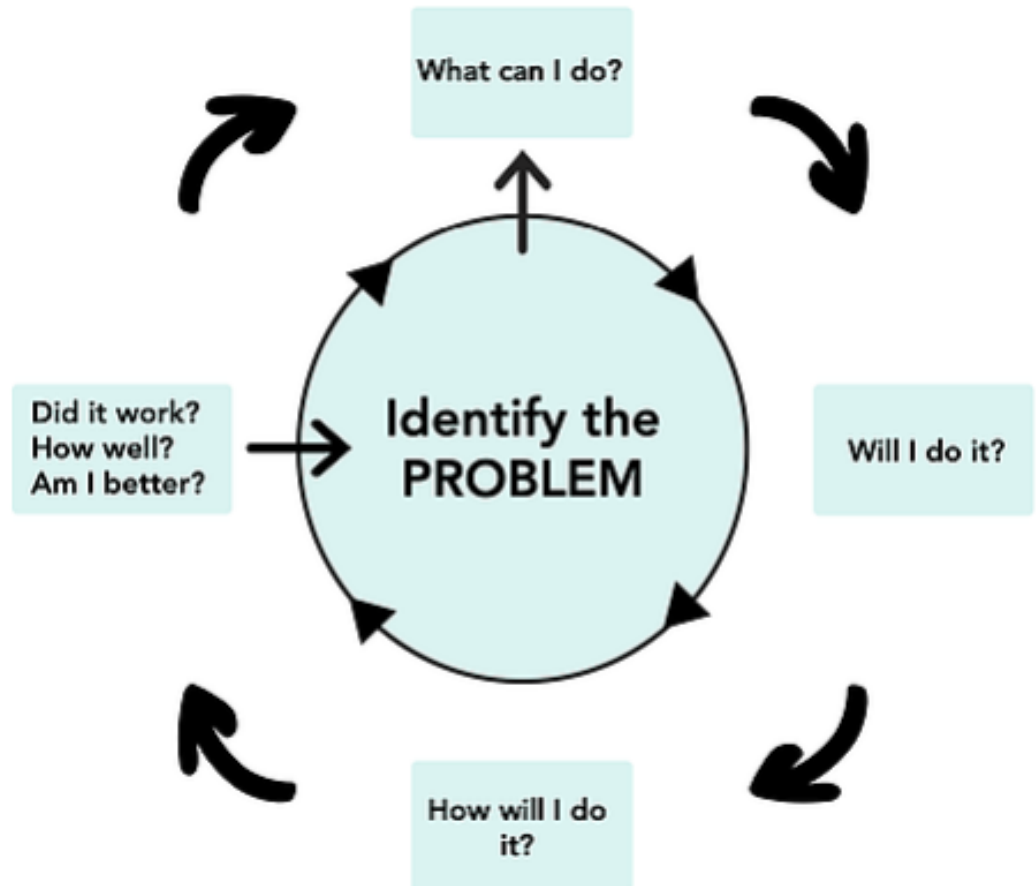 What can I do?
Did it work?
How well?
Am I better?
Identify the
PROBLEM
Will I do it?
How will I do
it?